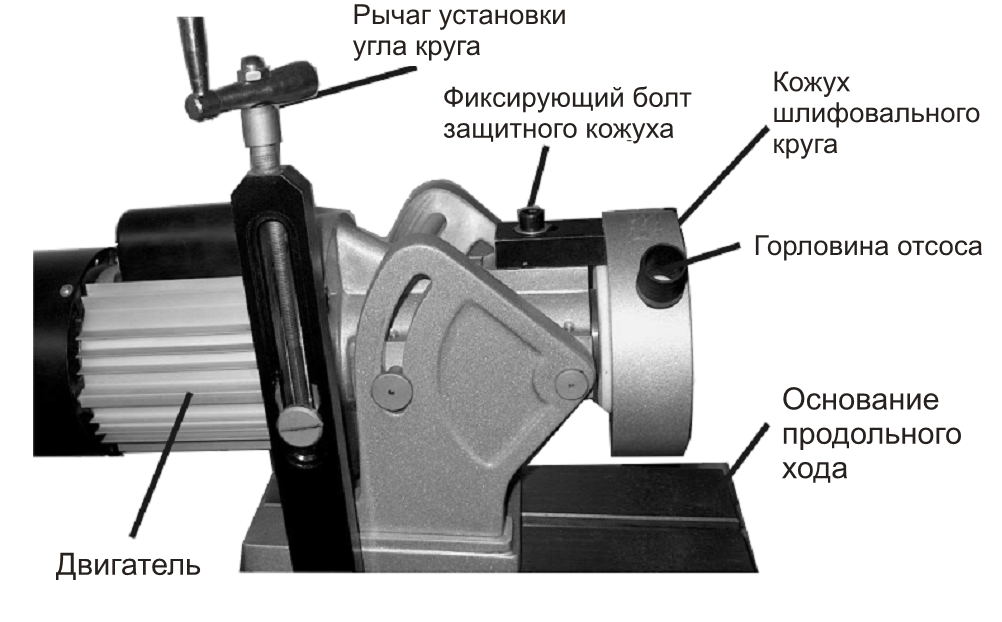 Рычаг установки
угла круга
Фиксирующий болт
защитного кожуха
Кожух
шлифовального
круга
Горловина отсоса
Основание
продольного
хода
Двигатель